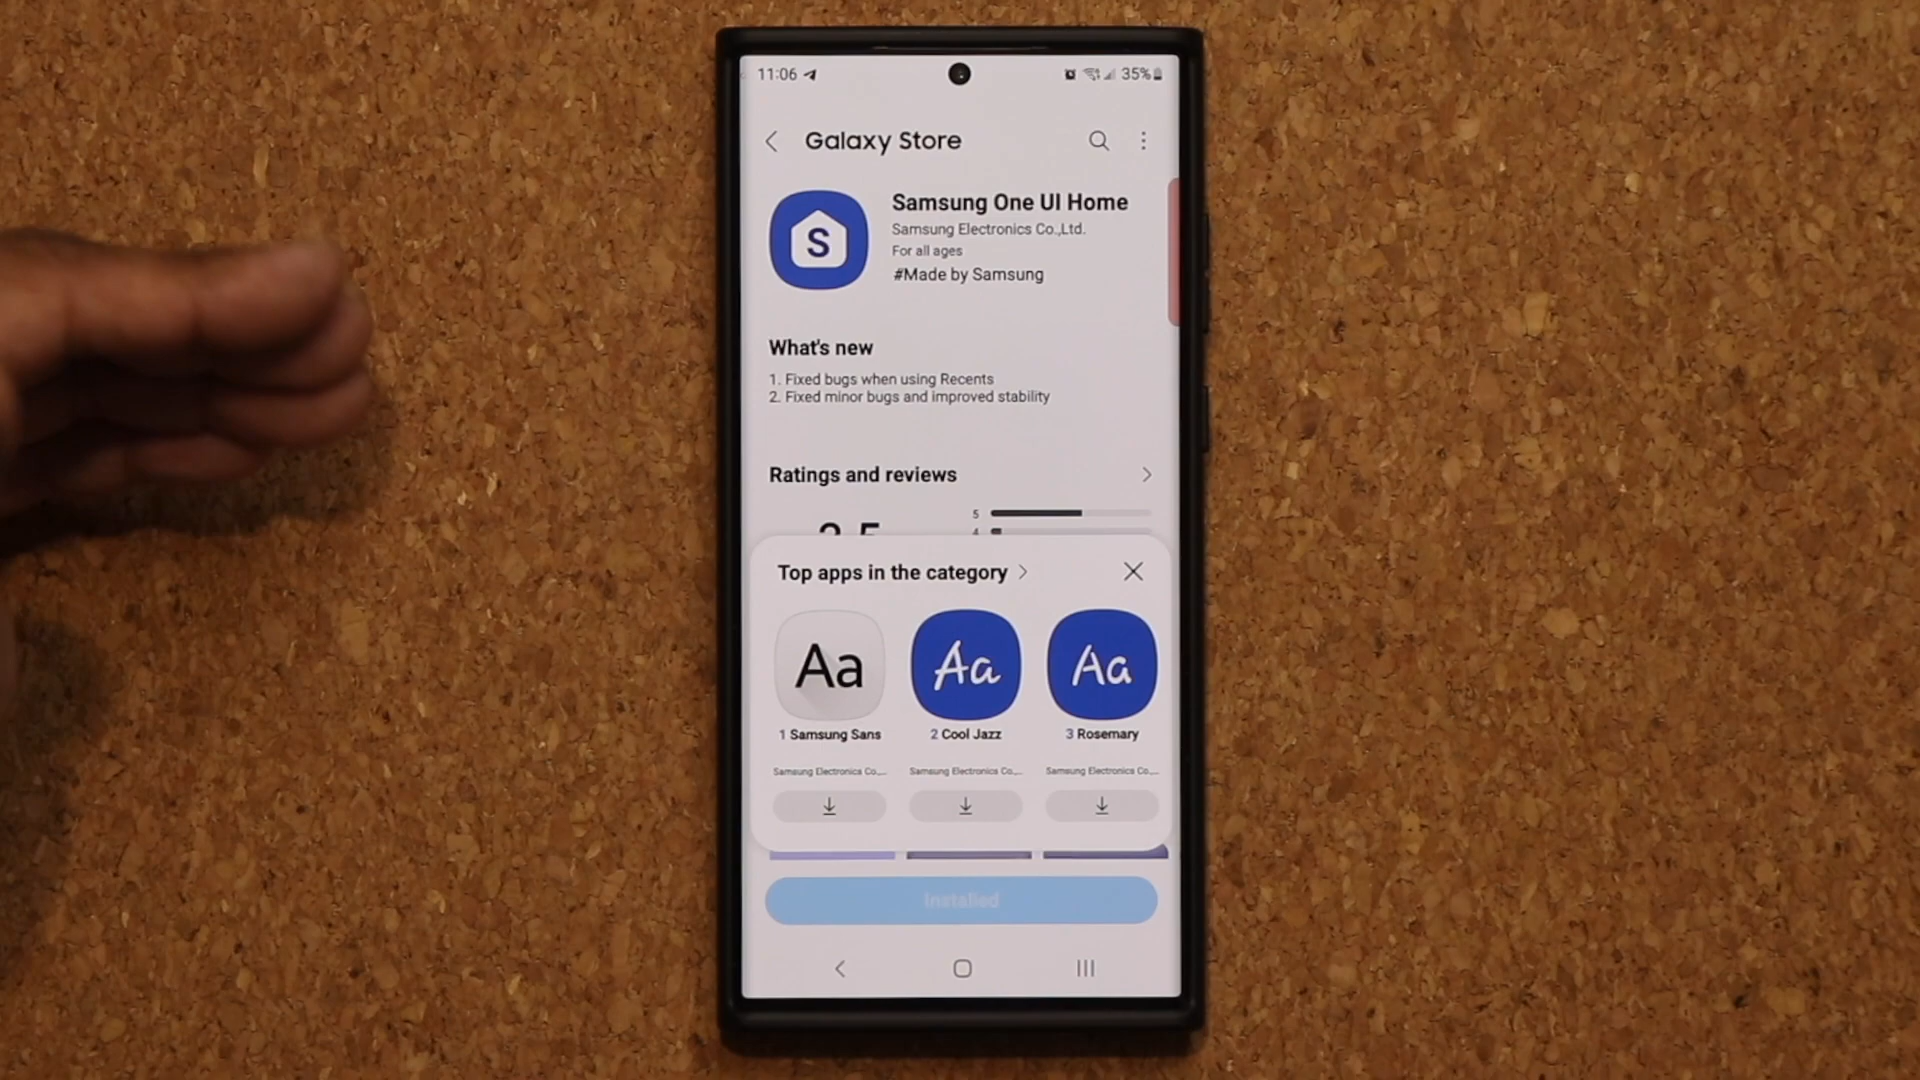 11:06
35%
Galaxy Store
S
Samsung One UI Home
Samsung Electronics Co.,Ltd.
For all ages
#Made by Samsung
What's new
1. Fixed bugs when using Recents
2. Fixed minor bugs and improved stability
Ratings and reviews
5
4
Top apps in the category
Aa
Aa
Aa
1 Samsung Sans
2 Cool Jazz
3 Rosemary
Samsung Electronics Co.,...
Samsung Electronics Co.,...
Samsung Electronics Co.,...
Installed